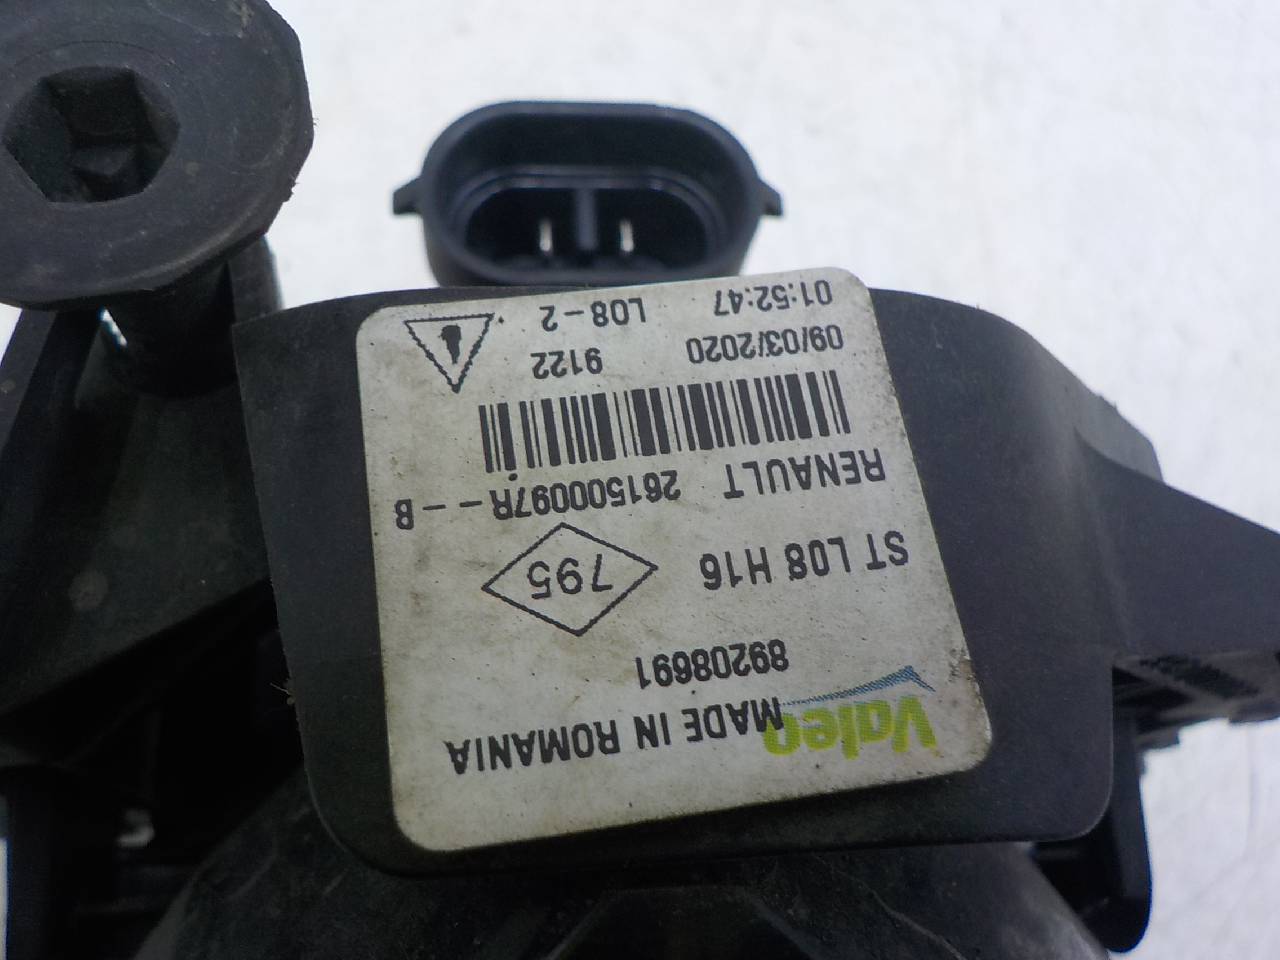 Valeo MADE IN ROMANIA
89208691
ST L08 H16 795
RENAULT 261500097R--B
09/03/2020 9122
01:52:47 L08-2